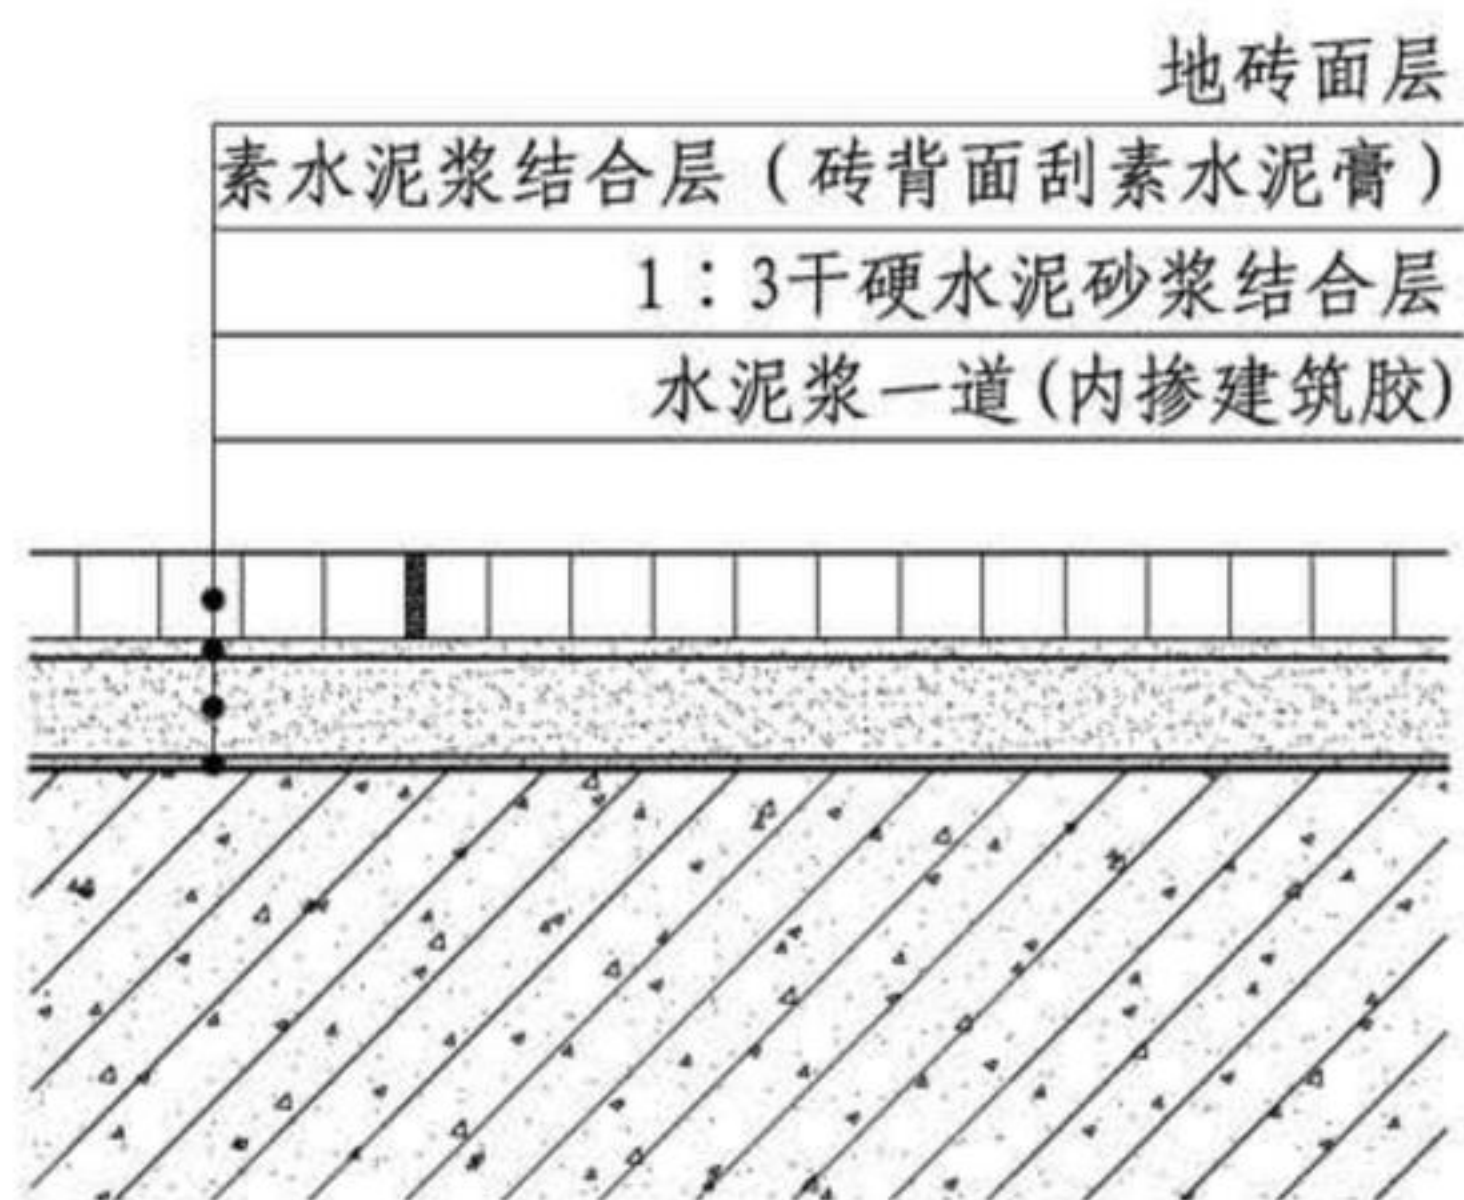 地砖面层
素水泥浆结合层（砖背面刮素水泥膏）
1：3干硬水泥砂浆结合层
水泥浆一道(内掺建筑胶)